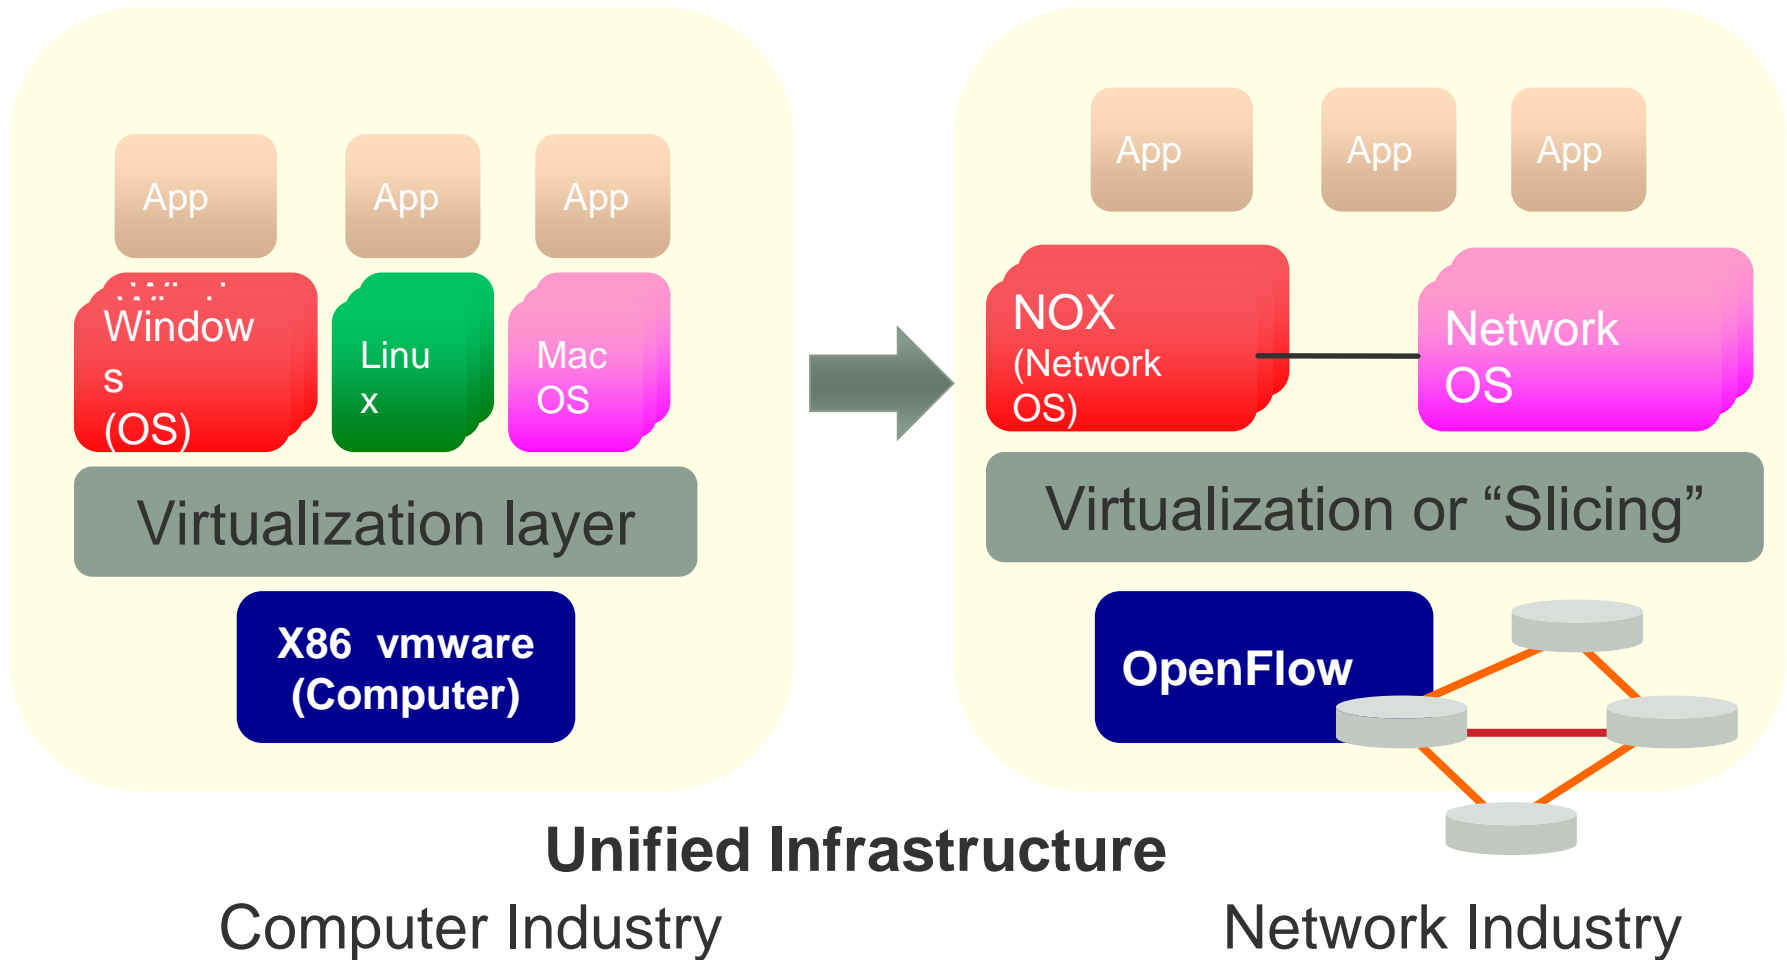 App
App
App
Window
s
(OS)
Linu
x
Mac
OS
Virtualization layer
X86 vmware
(Computer)
App
App
App
NOX
(Network
OS)
Network
OS
Virtualization or “Slicing”
OpenFlow
Unified Infrastructure
Computer Industry
Network Industry